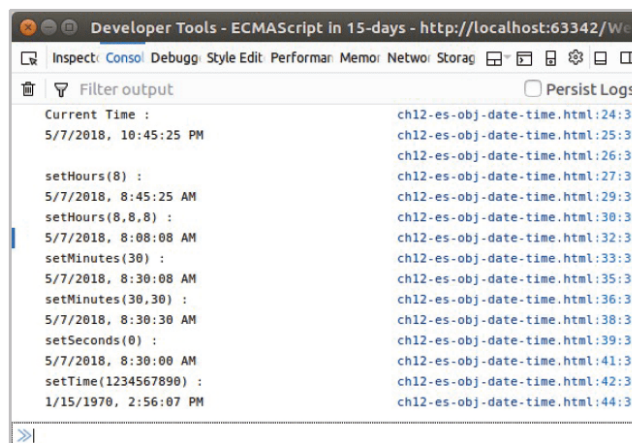 Developer Tools - ECMAScript in 15-days - http://localhost:63342/We
Inspect Consol Debugg Style Edit Performan Memor Networ Storag
Filter output Persist Logs
Current Time : ch12-es-obj-date-time.html:24:3
5/7/2018, 10:45:25 PM ch12-es-obj-date-time.html:25:3
ch12-es-obj-date-time.html:26:3
setHours(8) : ch12-es-obj-date-time.html:27:3
5/7/2018, 8:45:25 AM ch12-es-obj-date-time.html:29:3
setHours(8,8,8) : ch12-es-obj-date-time.html:30:3
5/7/2018, 8:08:08 AM ch12-es-obj-date-time.html:32:3
setMinutes(30) : ch12-es-obj-date-time.html:33:3
5/7/2018, 8:30:08 AM ch12-es-obj-date-time.html:35:3
setMinutes(30,30) : ch12-es-obj-date-time.html:36:3
5/7/2018, 8:30:30 AM ch12-es-obj-date-time.html:38:3
setSeconds(0) : ch12-es-obj-date-time.html:39:3
5/7/2018, 8:30:00 AM ch12-es-obj-date-time.html:41:3
setTime(1234567890) : ch12-es-obj-date-time.html:42:3
1/15/1970, 2:56:07 PM ch12-es-obj-date-time.html:44:3